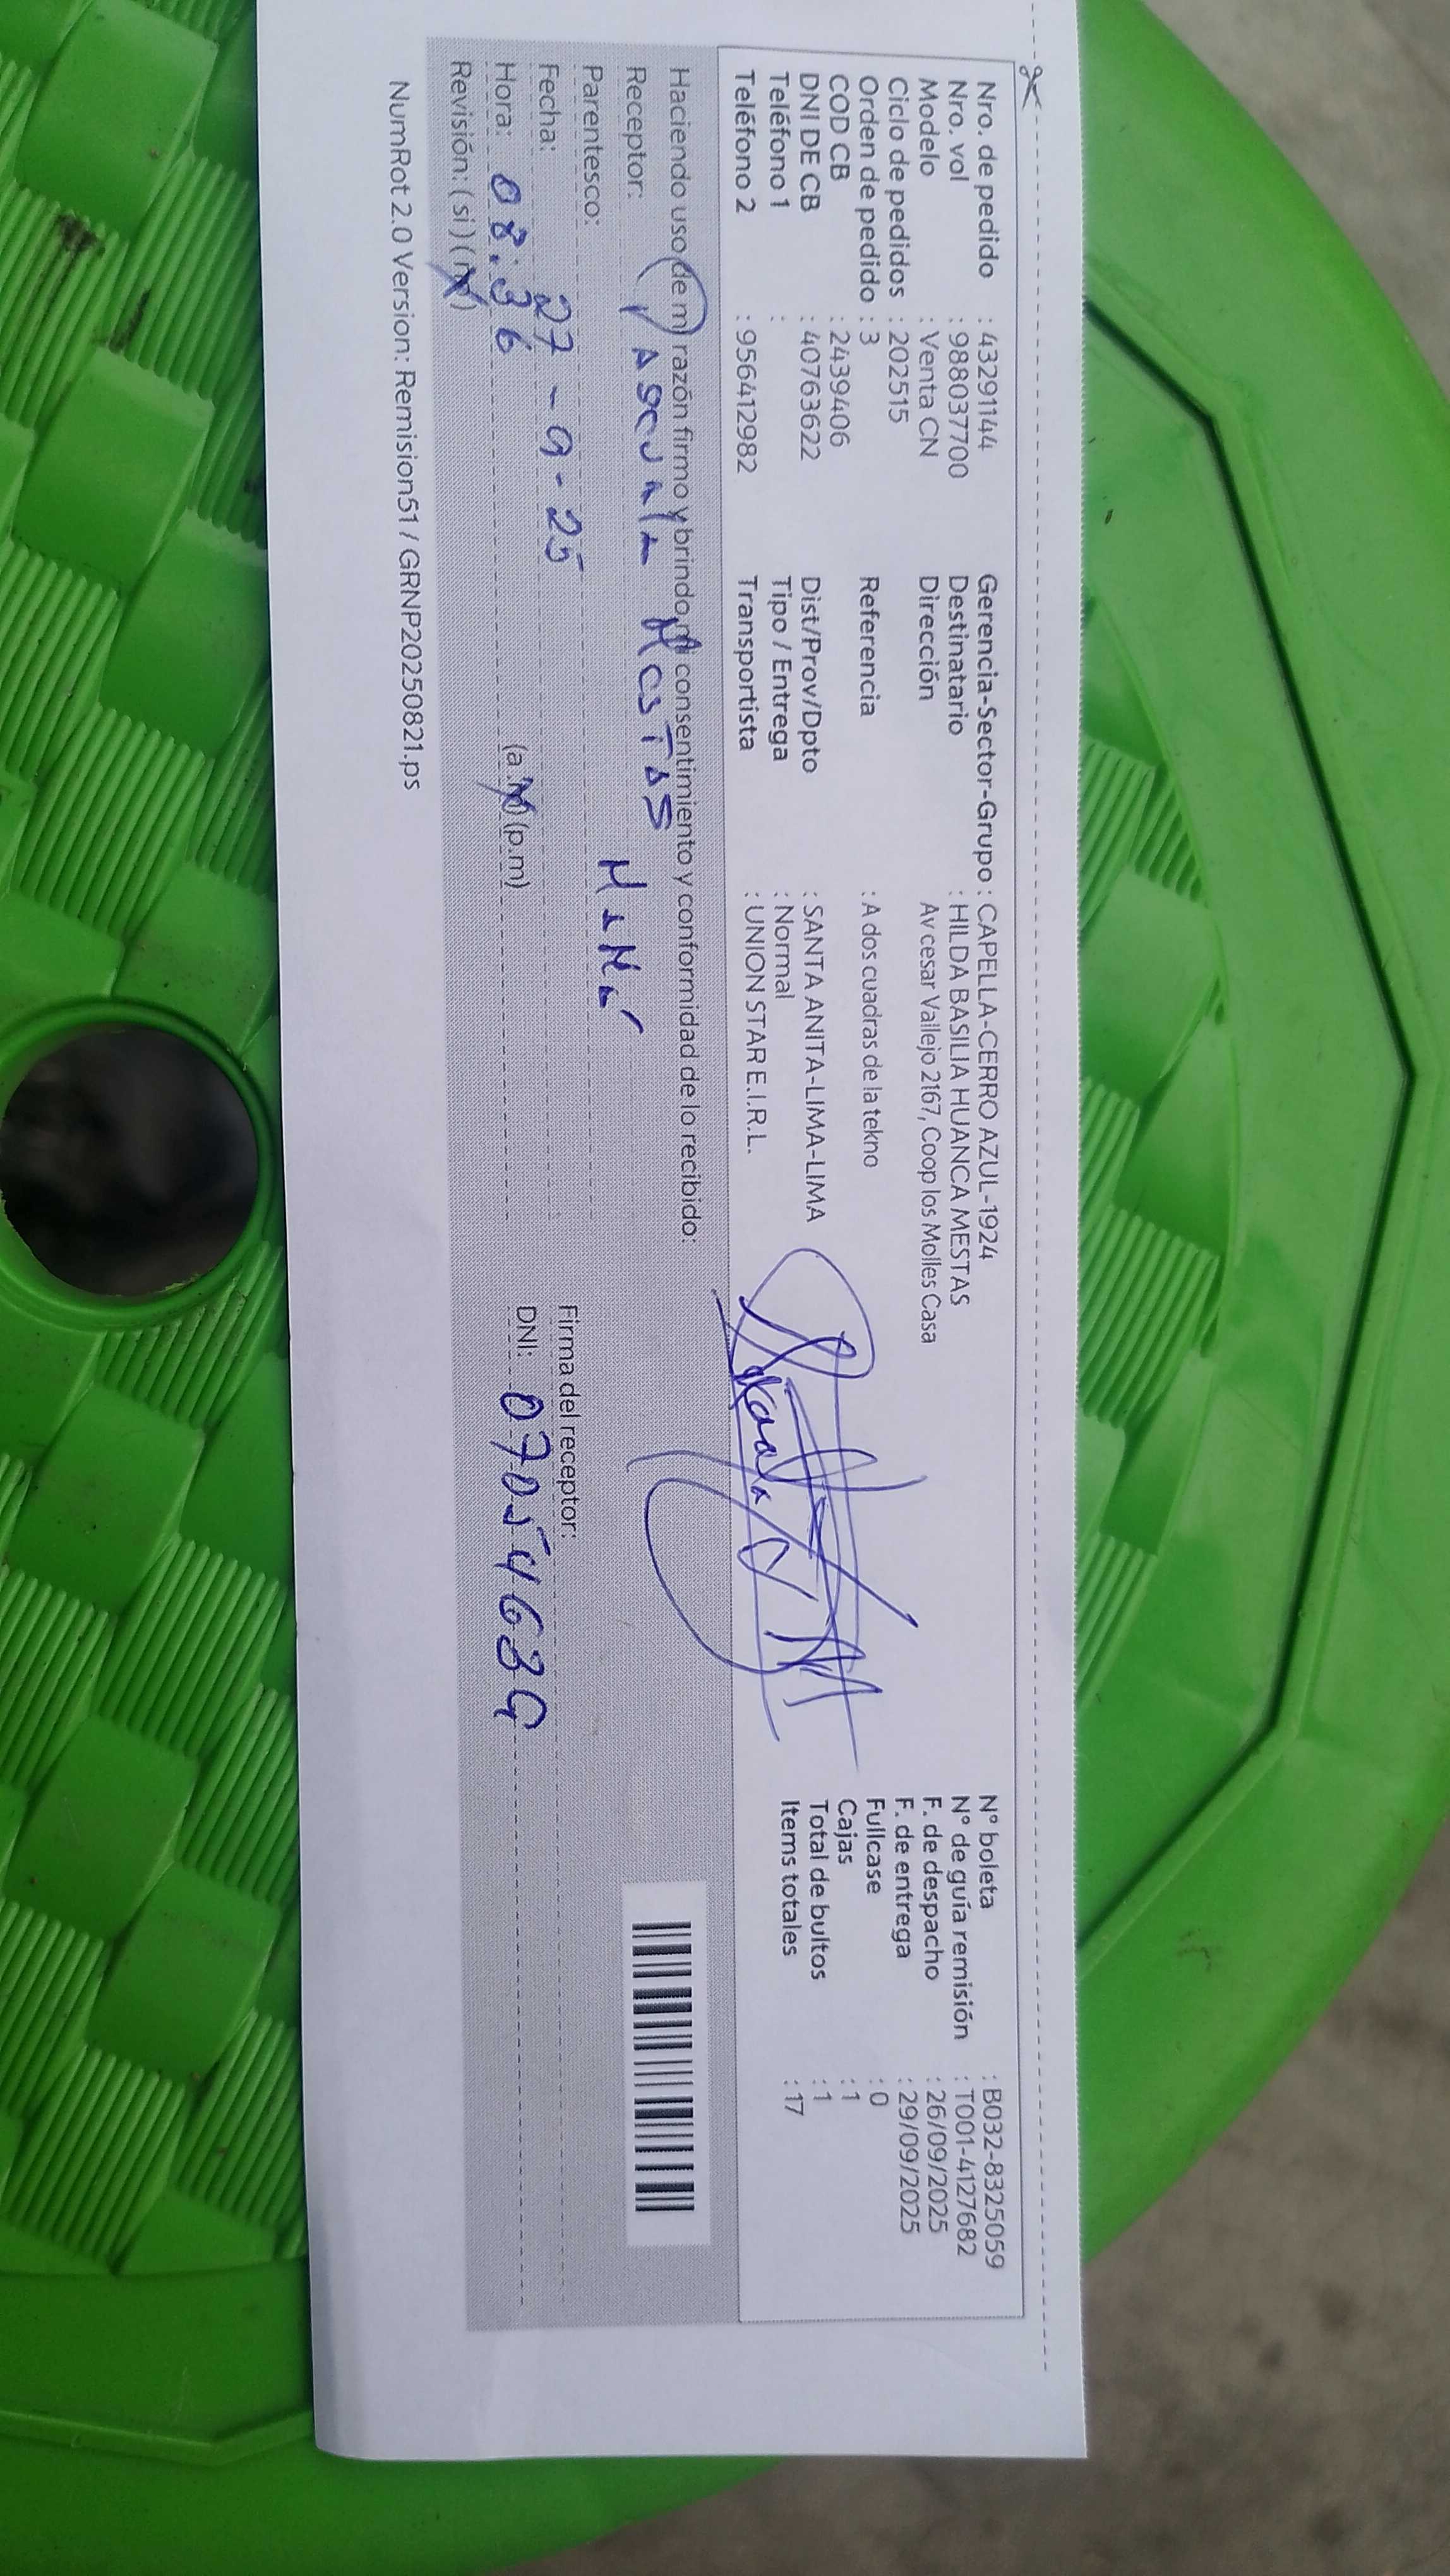 Nro. de pedido : 43291144 Gerencia-Sector-Grupo : CAPELLA-CERRO AZUL-1924 N° boleta : B032-8325059
Nro. vol : 988037700 Destinatario : HILDA BASILIA HUANCA MESTAS N° de guía remisión : T001-4127682
Modelo : Venta CN Dirección Av cesar Vallejo 2167, Coop los Molles Casa F. de despacho : 26/09/2025
Ciclo de pedidos : 202515 F. de entrega : 29/09/2025
Orden de pedido : 3 Referencia : A dos cuadras de la tekno Fullcase : 0
COD CB : 2439406 Cajas : 1
DNI DE CB : 40763622 Dist/Prov/Dpto : SANTA ANITA-LIMA-LIMA Total de bultos : 1
Teléfono 1 : Tipo / Entrega : Normal Items totales : 17
Teléfono 2 : 956412982 Transportista : UNION STAR E.I.R.L.
Haciendo uso de mi razón firmo y brindo mi consentimiento y conformidad de lo recibido:
Receptor: PASCUALA MESTAS
Parentesco: MAMÁ
Fecha: 27-9-25 Firma del receptor:
Hora: 08:36 (a.m) (p.m) DNI:
Revisión: ( si ) ( no )
NumRot 2.0 Version: Remision51 / GRNP20250821.ps